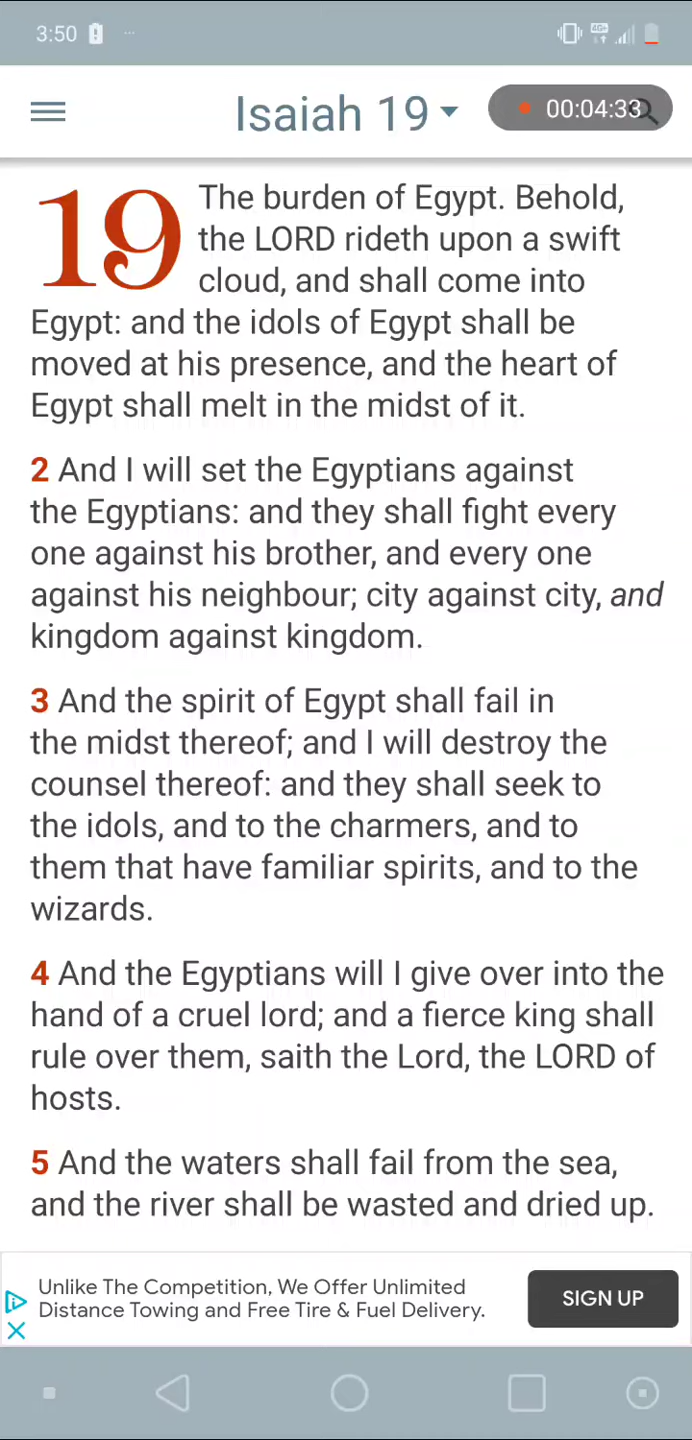 3:50
4G+
Isaiah 19
00:04:33
19 The burden of Egypt. Behold,
the LORD rideth upon a swift
cloud, and shall come into
Egypt: and the idols of Egypt shall be
moved at his presence, and the heart of
Egypt shall melt in the midst of it.
2 And I will set the Egyptians against
the Egyptians: and they shall fight every
one against his brother, and every one
against his neighbour; city against city, and
kingdom against kingdom.
3 And the spirit of Egypt shall fail in
the midst thereof; and I will destroy the
counsel thereof: and they shall seek to
the idols, and to the charmers, and to
them that have familiar spirits, and to the
wizards.
4 And the Egyptians will I give over into the
hand of a cruel lord; and a fierce king shall
rule over them, saith the Lord, the LORD of
hosts.
5 And the waters shall fail from the sea,
and the river shall be wasted and dried up.
Unlike The Competition, We Offer Unlimited
Distance Towing and Free Tire & Fuel Delivery.
SIGN UP